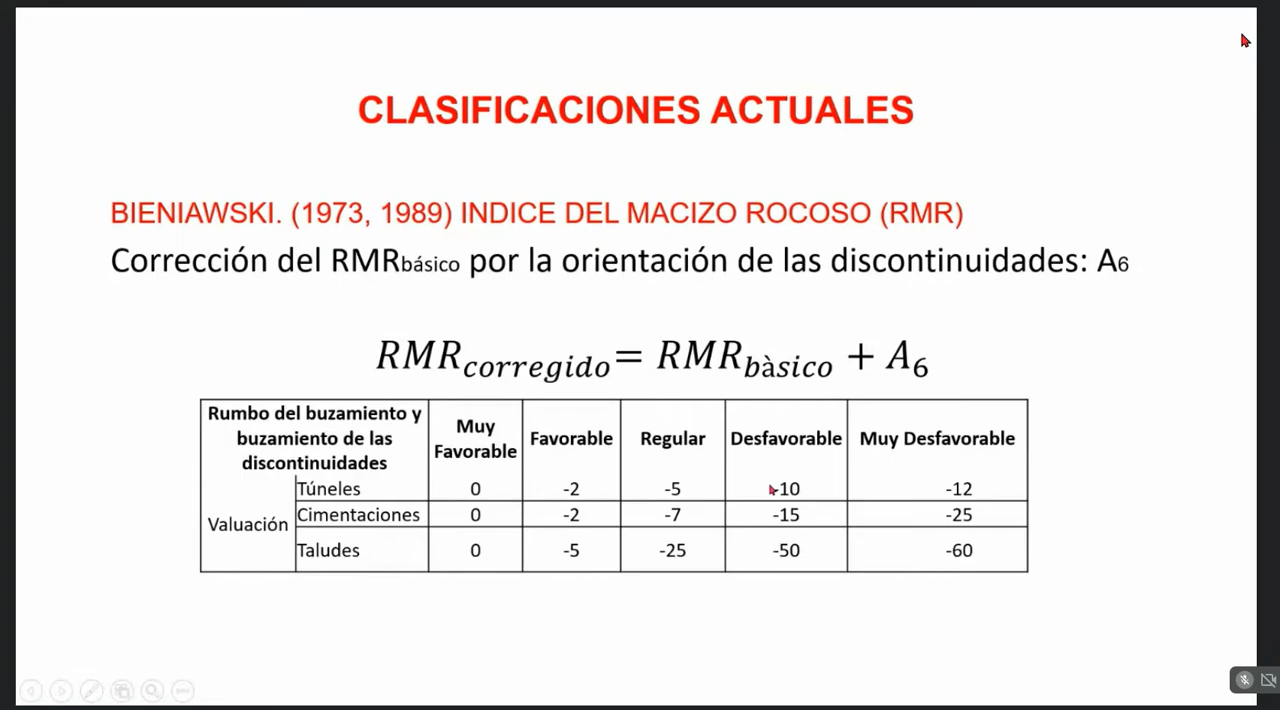 CLASIFICACIONES ACTUALES
BIENIAWSKI. (1973, 1989) INDICE DEL MACIZO ROCOSO (RMR)
Corrección del RMRbásico por la orientación de las discontinuidades: A6
RMRcorregido= RMRbàsico + A6
Rumbo del buzamiento y buzamiento de las discontinuidades Muy Favorable Favorable Regular Desfavorable Muy Desfavorable
Valuación
Túneles 0 -2 -5 -10 -12
Cimentaciones 0 -2 -7 -15 -25
Taludes 0 -5 -25 -50 -60